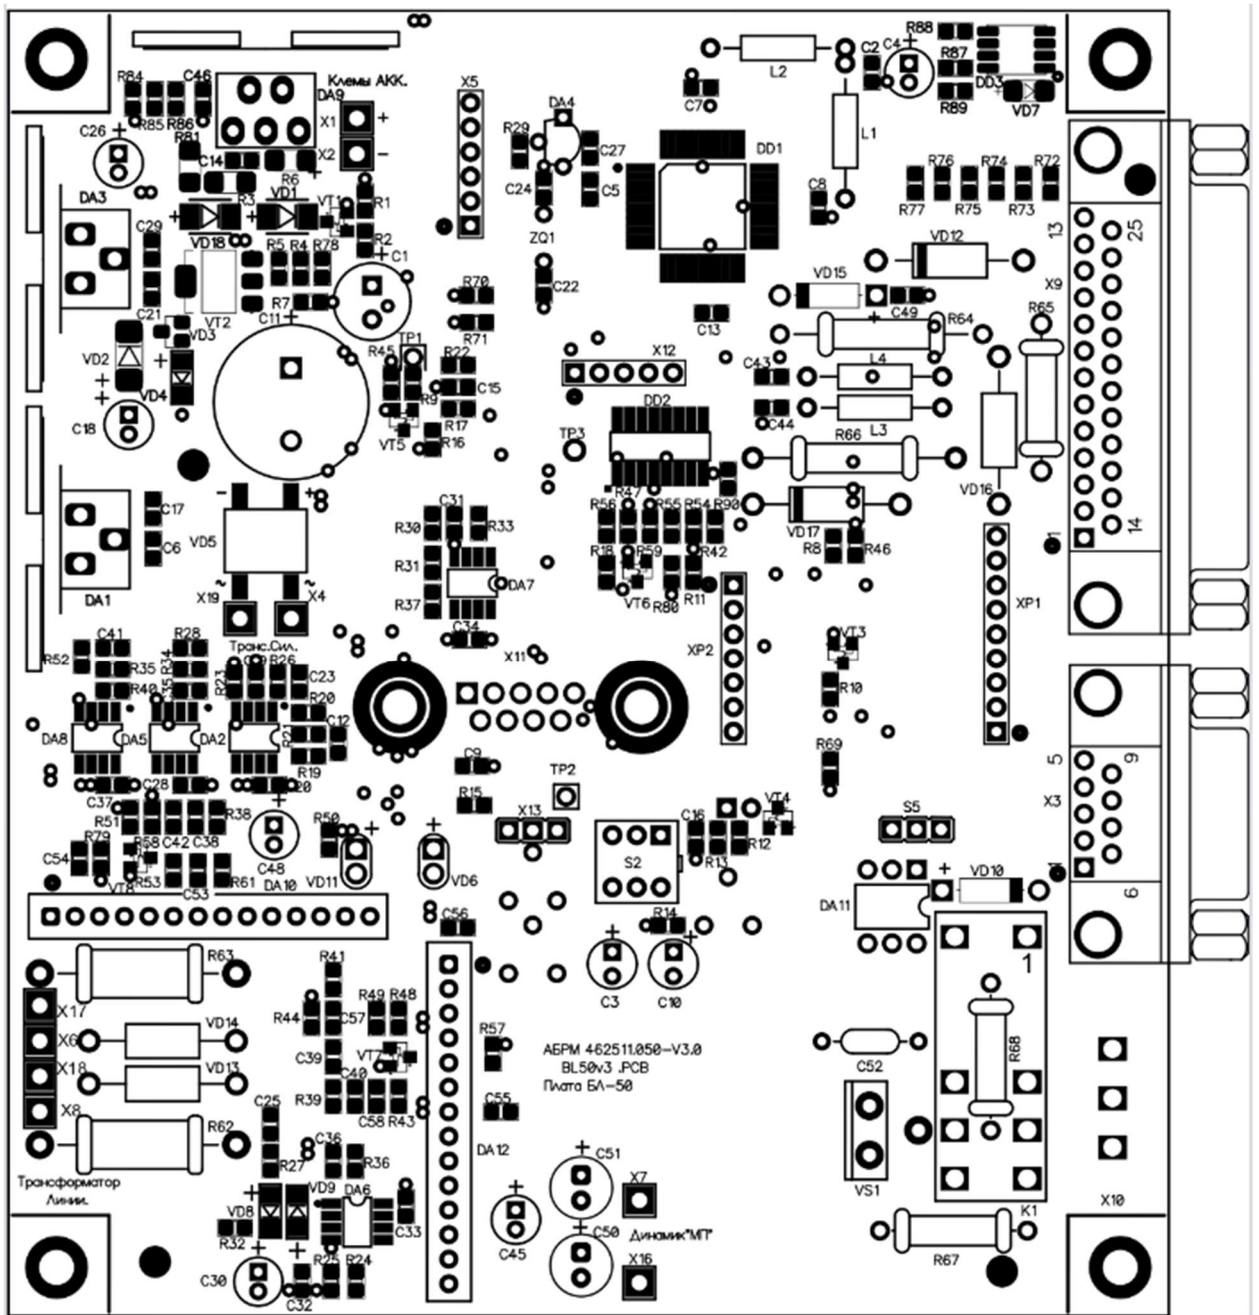 R88
C2
C4
+
R87
DD3
R89
VD7
L2
X5
C7
L1
R84
C46
DA9
Клемы АКК.
C26
+
R85
R86
X1
+
DA4
R29
R81
C14
X2
-
C27
DD1
R6
C24
C5
R76
R74
R72
C8
R77
R75
R73
DA3
R3
VD1
VT1
R1
C29
VD18
R5
R4
R78
R2
C1
ZQ1
VD12
13
25
X9
R7
C22
VD15
C49
R70
C11
C21
VT2
VD3
R71
C13
R64
R65
VD2
VD4
R45
TP1
R22
X12
C43
L4
C15
R9
R17
DD2
C44
L3
C18
VT5
R16
TP3
R66
VD16
C17
VD5
C31
R47
R56
R55
R54
R90
VD17
14
1
R30
R33
C6
R18
R59
R42
R8
R46
R31
DA7
VT6
R80
R11
DA1
X19
X4
R37
XP1
Транс.Сил.
C34
XP2
VT3
C41
R28
X11
R52
R35
R34
R26
R40
C35
R23
C23
R10
R20
DA8
DA5
DA2
R21
C12
R19
C9
R69
5
9
C37
C28
TP2
X3
R15
X13
VT4
S5
R51
R38
R50
C16
R79
R58
C42
C38
C54
C48
S2
R13
R12
VT8
R53
C53
R61
DA10
VD11
VD6
VD10
6
DA11
C56
R14
R63
R41
C3
C10
1
X17
R49
R48
R44
C57
X6
VD14
R57
АБРМ 462511.050-V3.0
BL50v3 .PCB
Плата БЛ-50
R68
C39
VT7
C52
X18
VD13
C40
R39
C58
R43
C55
X8
C25
R62
C36
DA12
C51
R27
R36
Трансформатор
Линии.
VD9
DA6
X7
VS1
VD8
C33
C45
C50
Динамик"МП"
K1
X10
R32
R25
R24
X16
R67
C30
C32